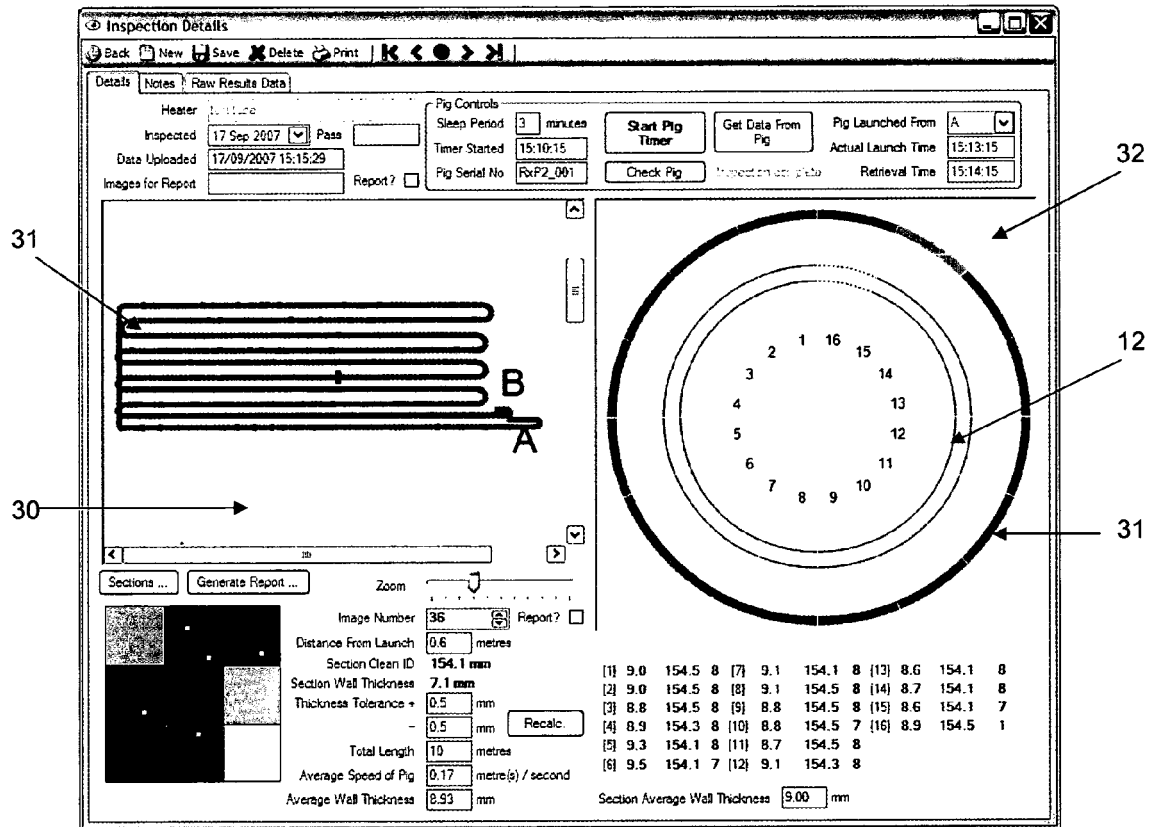 Inspection Details
Back New Save Delete Print
Details Notes Raw Results Data
Heater
Inspected 17 Sep 2007 Pass
Data Uploaded 17/09/2007 15:15:29
Images for Report Report?
Pig Controls
Sleep Period 3 minutes
Timer Started 15:10:15
Pig Serial No RxP2_001
Start Pig Timer
Get Data From Pig
Check Pig Inspection complete
Pig Launched From A
Actual Launch Time 15:13:15
Retrieval Time 15:14:15
32
31
12
31
30
B
A
1 16
2 15
3 14
4 13
5 12
6 11
7 10
8 9
Sections ... Generate Report ... Zoom
Image Number 36 Report?
Distance From Launch 0.6 metres
Section Clean ID 154.1 mm
Section Wall Thickness 7.1 mm
Thickness Tolerance + 0.5 mm
- 0.5 mm
Recalc.
Total Length 10 metres
Average Speed of Pig 0.17 metre(s) / second
Average Wall Thickness 8.93 mm
[1] 9.0 154.5 8 [7] 9.1 154.1 8 [13] 8.6 154.1 8
[2] 9.0 154.5 8 [8] 9.1 154.5 8 [14] 8.7 154.1 8
[3] 8.8 154.5 8 [9] 8.8 154.5 8 [15] 8.6 154.1 7
[4] 8.9 154.3 8 [10] 8.8 154.5 7 [16] 8.9 154.5 1
[5] 9.3 154.1 8 [11] 8.7 154.5 8
[6] 9.5 154.1 7 [12] 9.1 154.3 8
Section Average Wall Thickness 9.00 mm